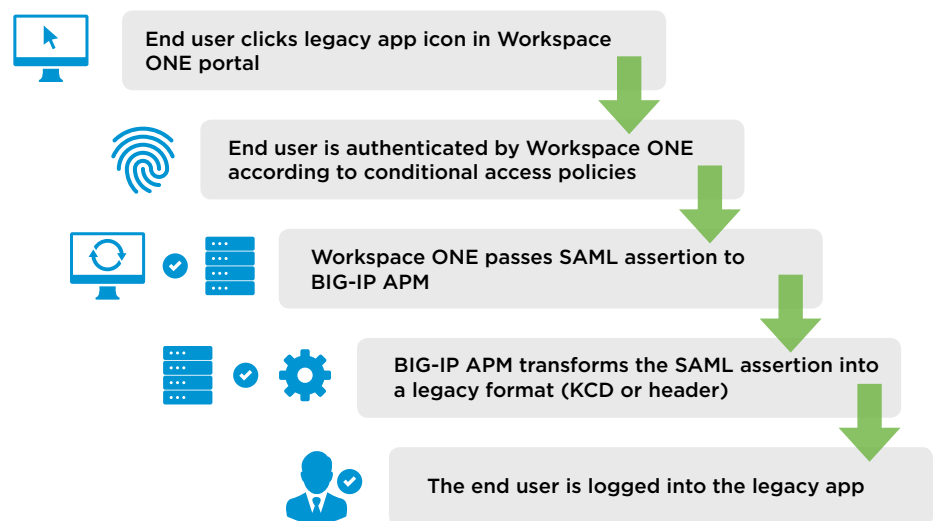 End user clicks legacy app icon in Workspace
ONE portal
End user is authenticated by Workspace ONE
according to conditional access policies
Workspace ONE passes SAML assertion to
BIG-IP APM
BIG-IP APM transforms the SAML assertion into
a legacy format (KCD or header)
The end user is logged into the legacy app